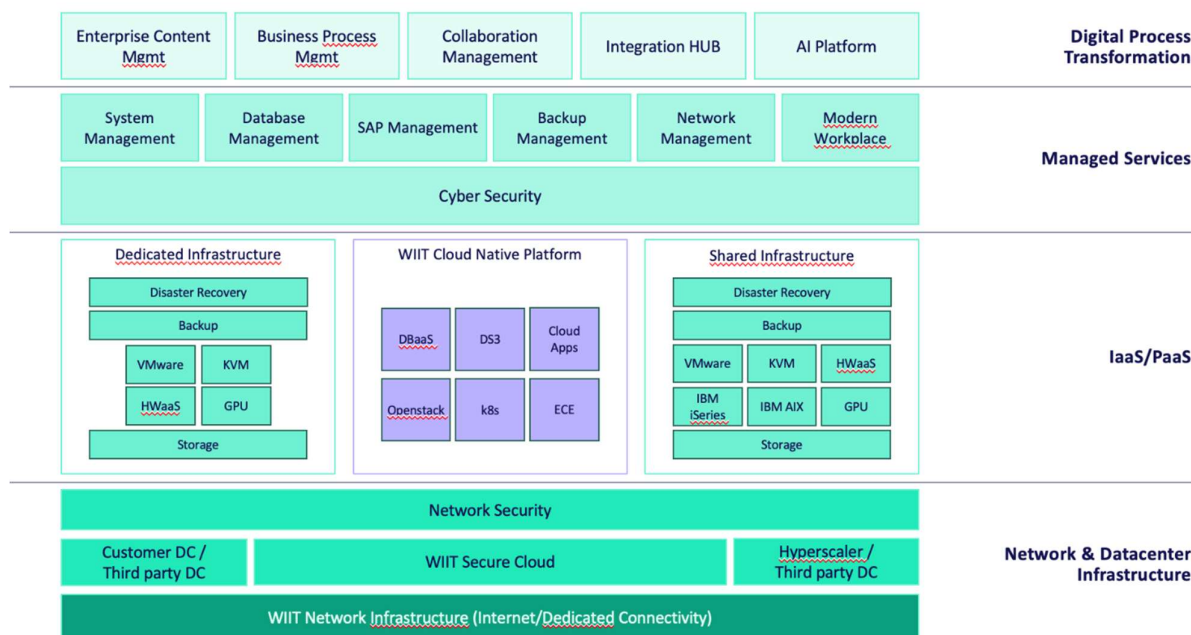 Enterprise Content
Mgmt
Business Process
Mgmt
Collaboration
Management
Integration HUB
AI Platform
Digital Process
Transformation
System
Management
Database
Management
SAP Management
Backup
Management
Network
Management
Modern
Workplace
Managed Services
Cyber Security
Dedicated Infrastructure
Disaster Recovery
Backup
VMware
KVM
HWaaS
GPU
Storage
WIIT Cloud Native Platform
DBaaS
DS3
Cloud
Apps
Openstack
k8s
ECE
Shared Infrastructure
Disaster Recovery
Backup
VMware
KVM
HWaaS
IBM
iSeries
IBM AIX
GPU
Storage
IaaS/PaaS
Network Security
Customer DC /
Third party DC
WIIT Secure Cloud
Hyperscaler /
Third party DC
Network & Datacenter
Infrastructure
WIIT Network Infrastructure (Internet/Dedicated Connectivity)